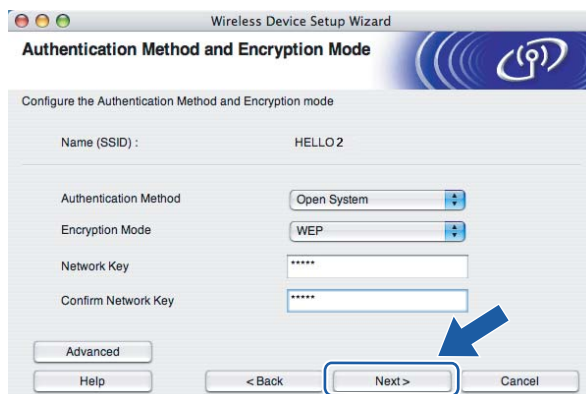 Wireless Device Setup Wizard
Authentication Method and Encryption Mode
Configure the Authentication Method and Encryption mode
Name (SSID) : HELLO2
Authentication Method Open System
Encryption Mode WEP
Network Key *****
Confirm Network Key *****
Advanced
Help < Back Next > Cancel